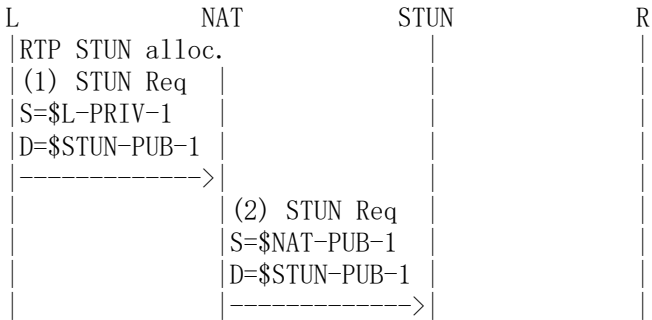 L NAT STUN R
|RTP STUN alloc. | |
|(1) STUN Req | | |
|S=$L-PRIV-1 | | |
|D=$STUN-PUB-1 | | |
|------------->| | |
| |(2) STUN Req | |
| |S=$NAT-PUB-1 | |
| |D=$STUN-PUB-1 | |
| |------------->| |